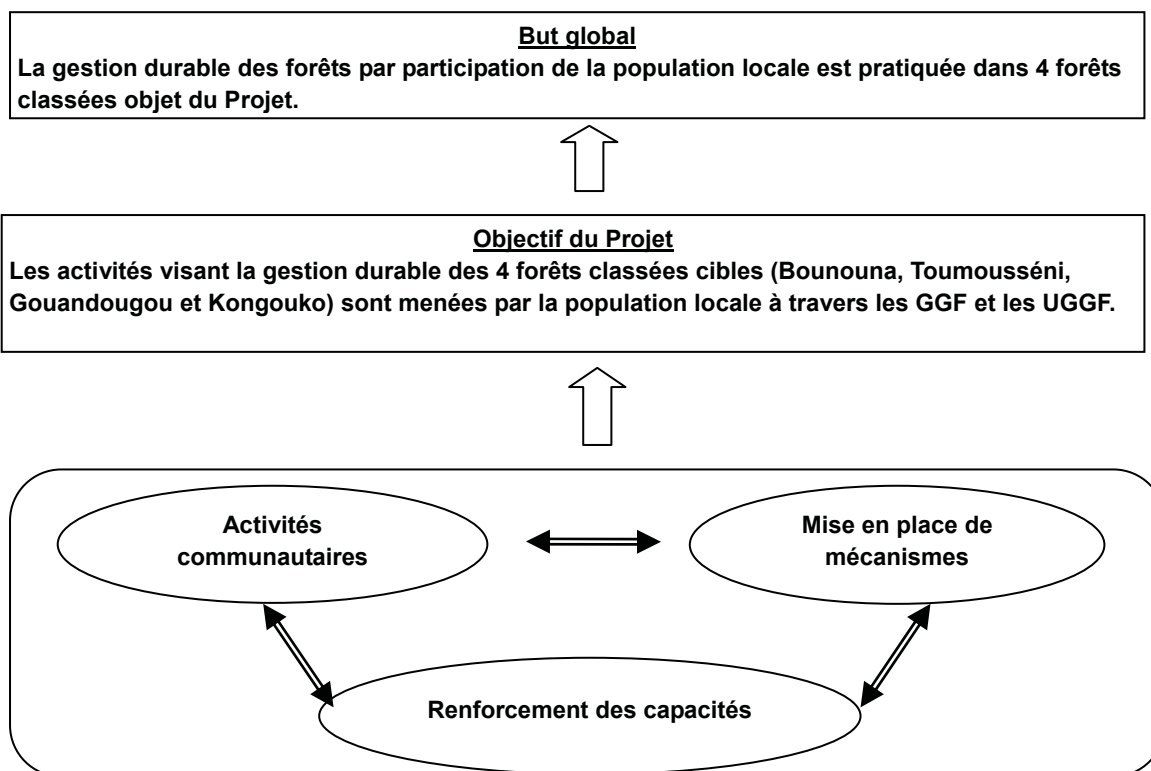 But global
La gestion durable des forêts par participation de la population locale est pratiquée dans 4 forêts
classées objet du Projet.
Objectif du Projet
Les activités visant la gestion durable des 4 forêts classées cibles (Bounouna, Toumousséni,
Gouandougou et Kongouko) sont menées par la population locale à travers les GGF et les UGGF.
Activités
communautaires
Mise en place de
mécanismes
Renforcement des capacités